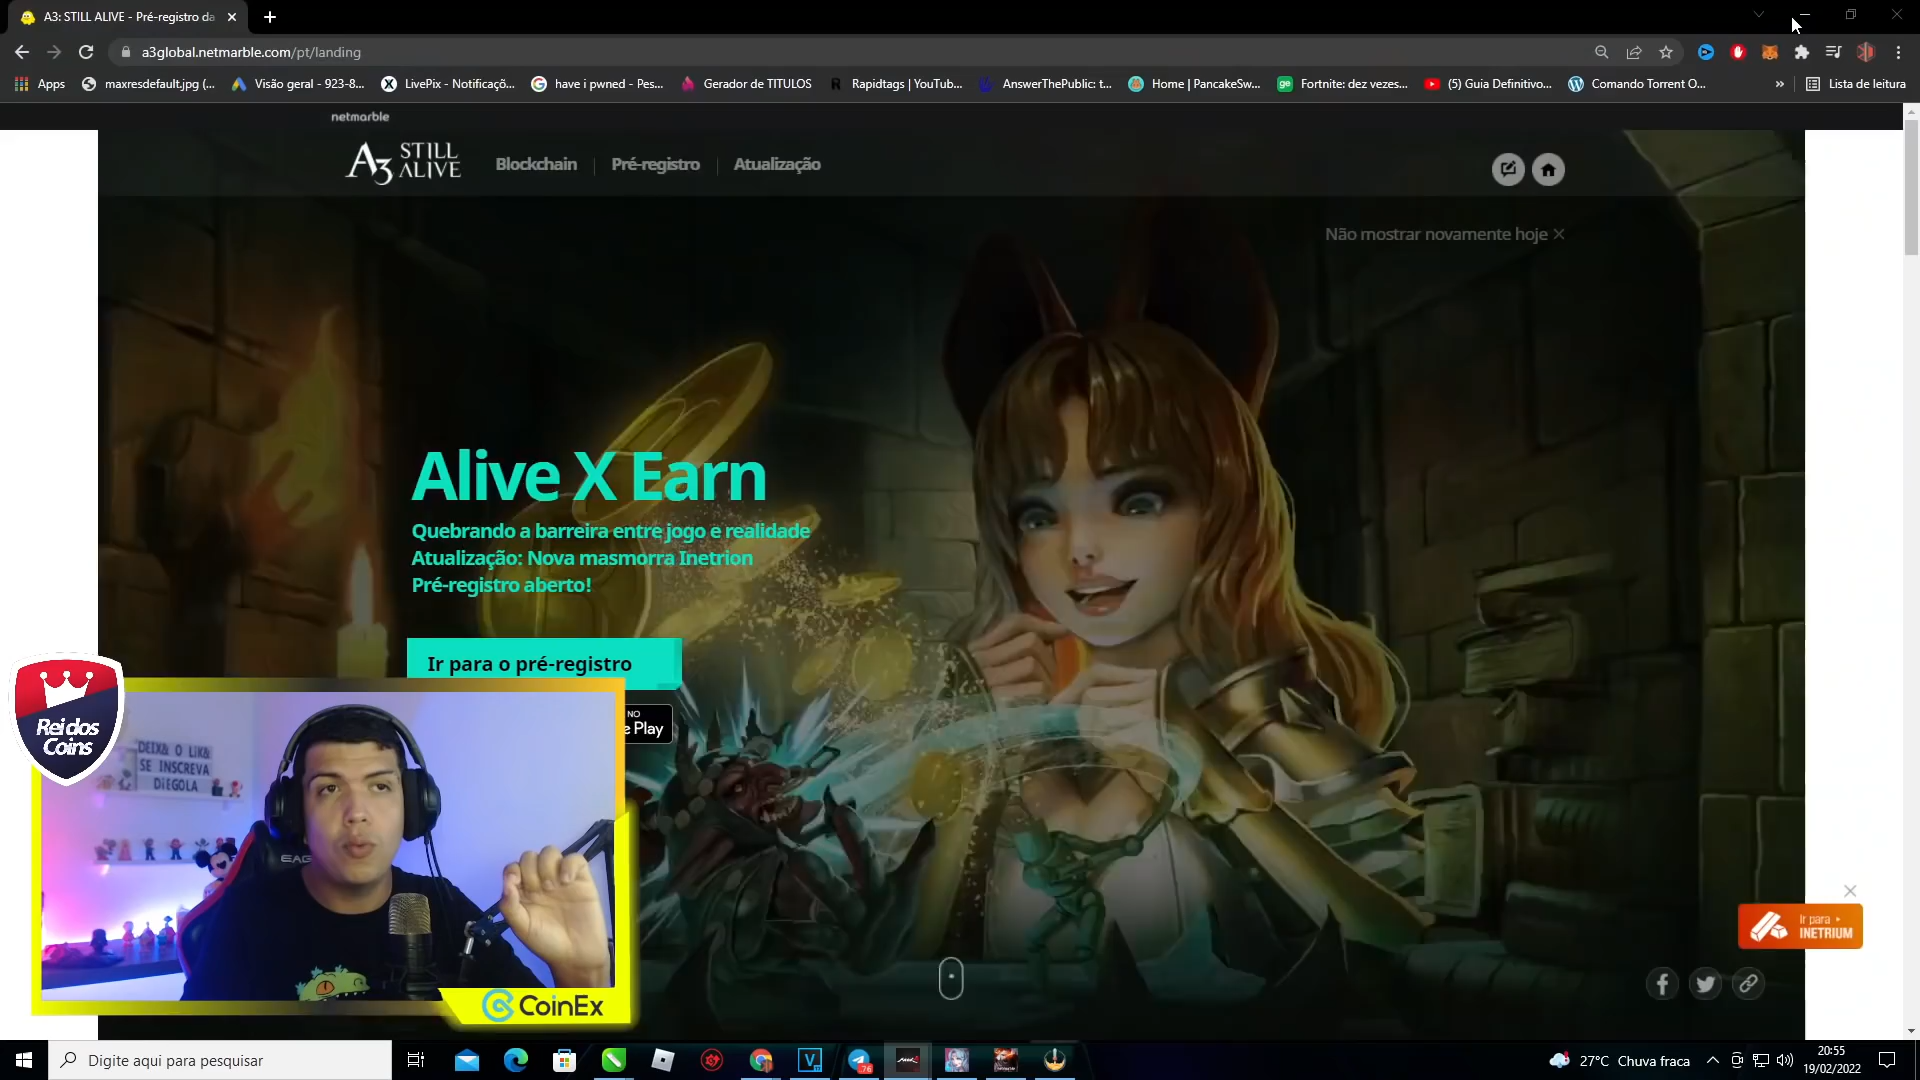 A3: STILL ALIVE - Pré-registro da
a3global.netmarble.com/pt/landing
Apps
maxresdefault.jpg (...
Visão geral - 923-8...
LivePix - Notificaçõ...
have i pwned - Pes...
Gerador de TITULOS
Rapidtags | YouTub...
AnswerThePublic: t...
Home | PancakeSw...
Fortnite: dez vezes...
(5) Guia Definitivo...
Comando Torrent O...
»
Lista de leitura
netmarble
A3 STILL ALIVE
Blockchain
Pré-registro
Atualização
Não mostrar novamente hoje ×
Alive X Earn
Quebrando a barreira entre jogo e realidade
Atualização: Nova masmorra Inetrion
Pré-registro aberto!
Ir para o pré-registro
NO
e Play
Rei dos
Coins
DEIX& O LIK&
SE INSCREVA
DiEGOLA
EAG
CoinEx
Ir para
INETRIUM
Digite aqui para pesquisar
76
27°C Chuva fraca
20:55
19/02/2022